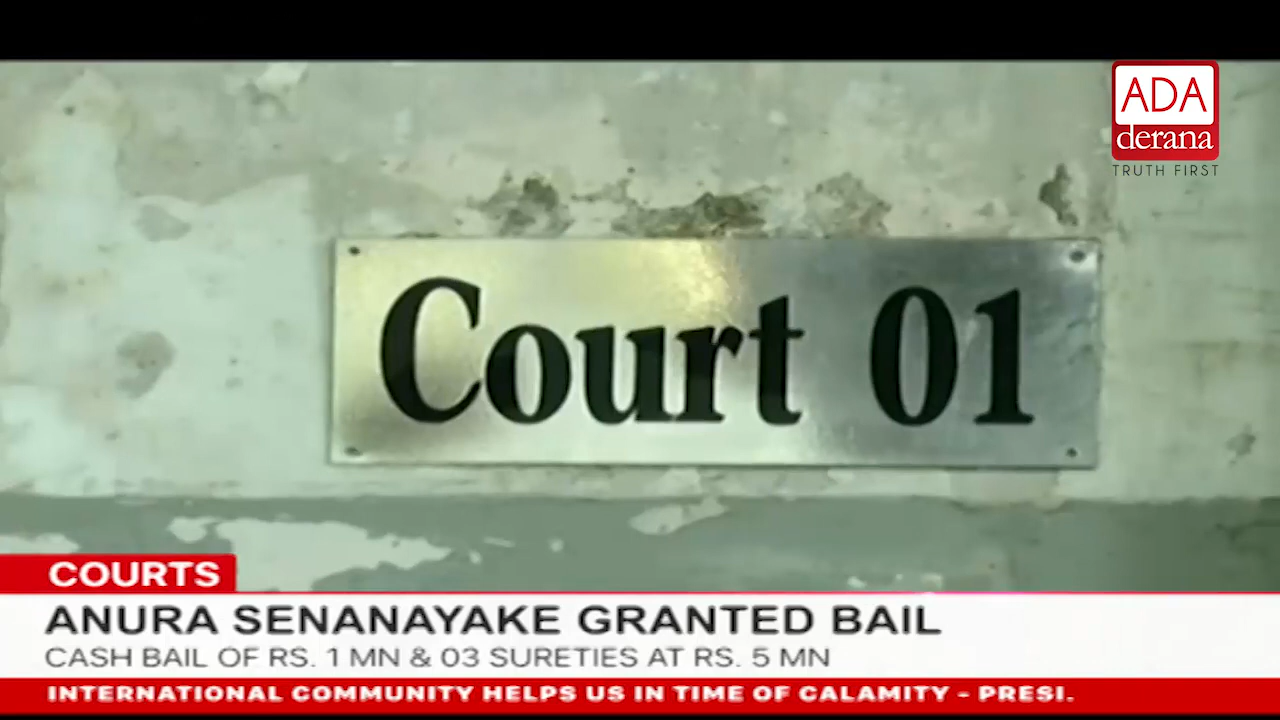 ADA
derana
TRUTH FIRST
Court 01
COURTS
ANURA SENANAYAKE GRANTED BAIL
CASH BAIL OF RS. 1 MN & 03 SURETIES AT RS. 5 MN
INTERNATIONAL COMMUNITY HELPS US IN TIME OF CALAMITY - PRESI.